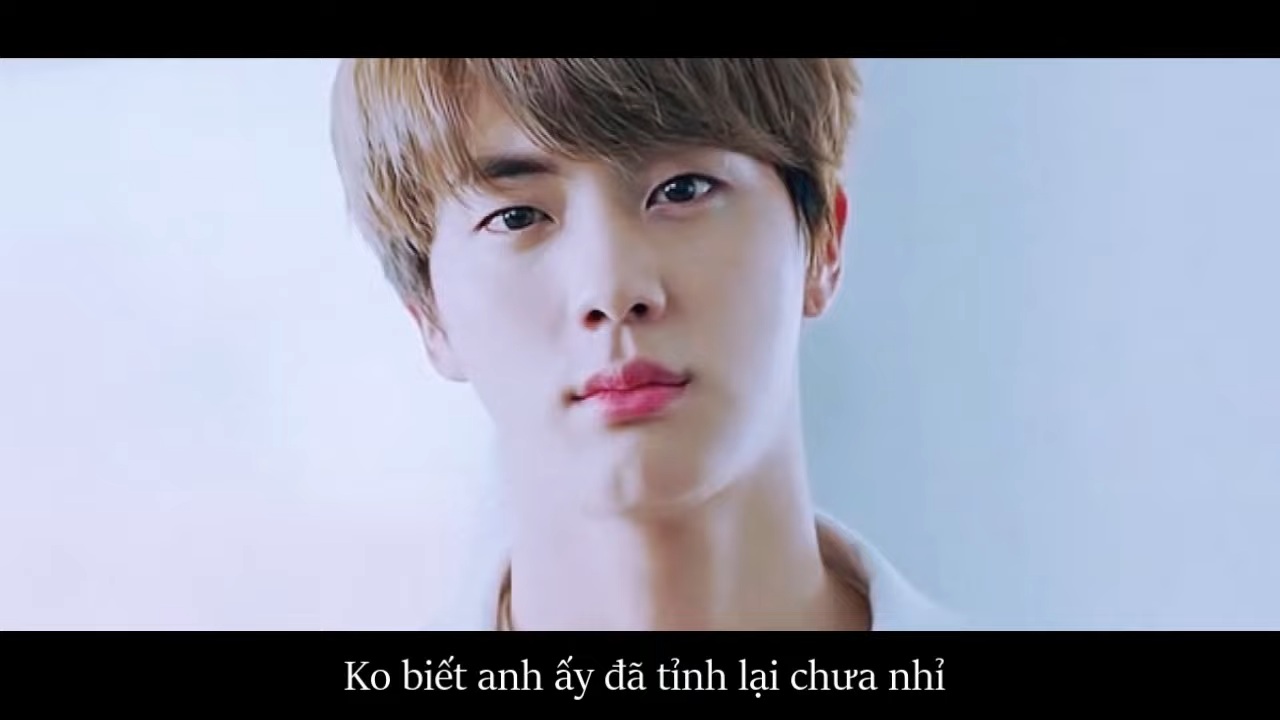 Ko biết anh ấy đã tỉnh lại chưa nhỉ